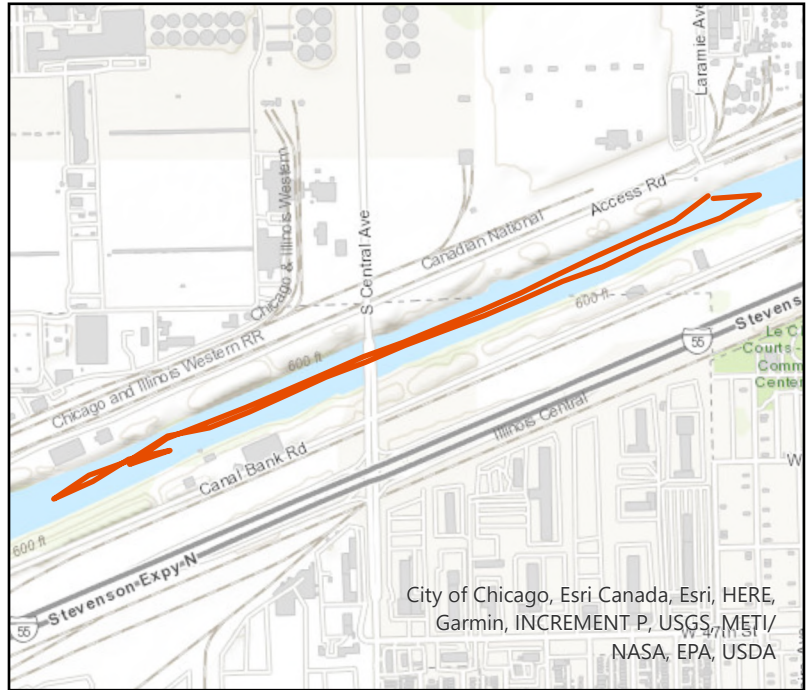 Laramie Ave
Access Rd
Canadian National
S Central Ave
Chicago & Illinois Western
600 ft
Chicago and Illinois Western RR
600 ft
55
Stevens
Le C
Courts -
Comm
Center
Illinois Central
W
Canal Bank Rd
600 ft
Stevenson Expy N
55
City of Chicago, Esri Canada, Esri, HERE,
Garmin, INCREMENT P, USGS, METI/
NASA, EPA, USDA
W 47th St